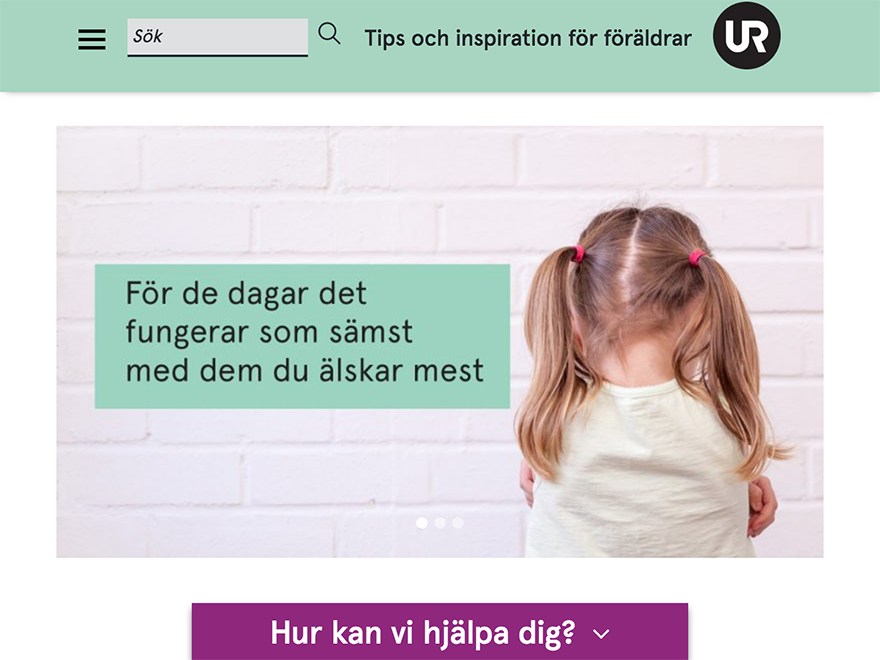 Sök
Tips och inspiration för föräldrar
UR
För de dagar det
fungerar som sämst
med dem du älskar mest
Hur kan vi hjälpa dig?